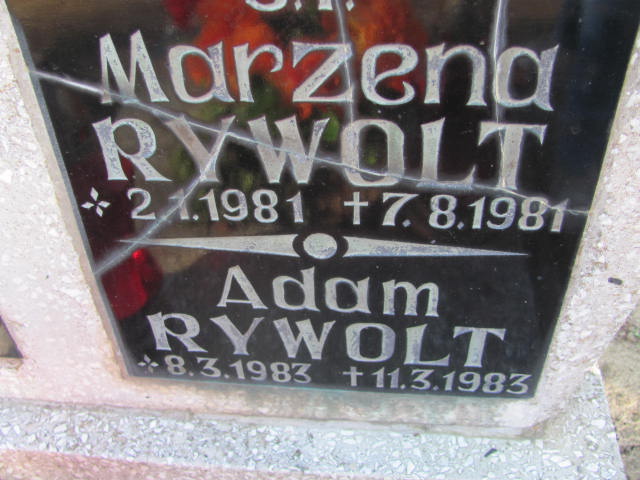 Ś.P.
Marzena
RYWOLT
2.1.1981 †7.8.1981
Adam
RYWOLT
8.3.1983 †11.3.1983